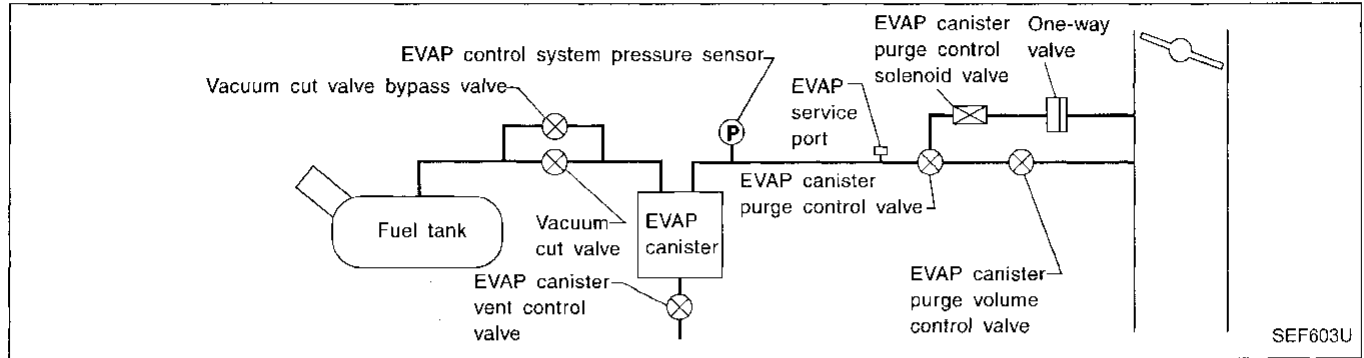 EVAP control system pressure sensor
Vacuum cut valve bypass valve
P
EVAP
service
port
EVAP canister
purge control
solenoid valve
One-way
valve
Fuel tank
Vacuum
cut valve
EVAP
canister
EVAP canister
purge control valve
EVAP canister
vent control
valve
EVAP canister
purge volume
control valve
SEF603U